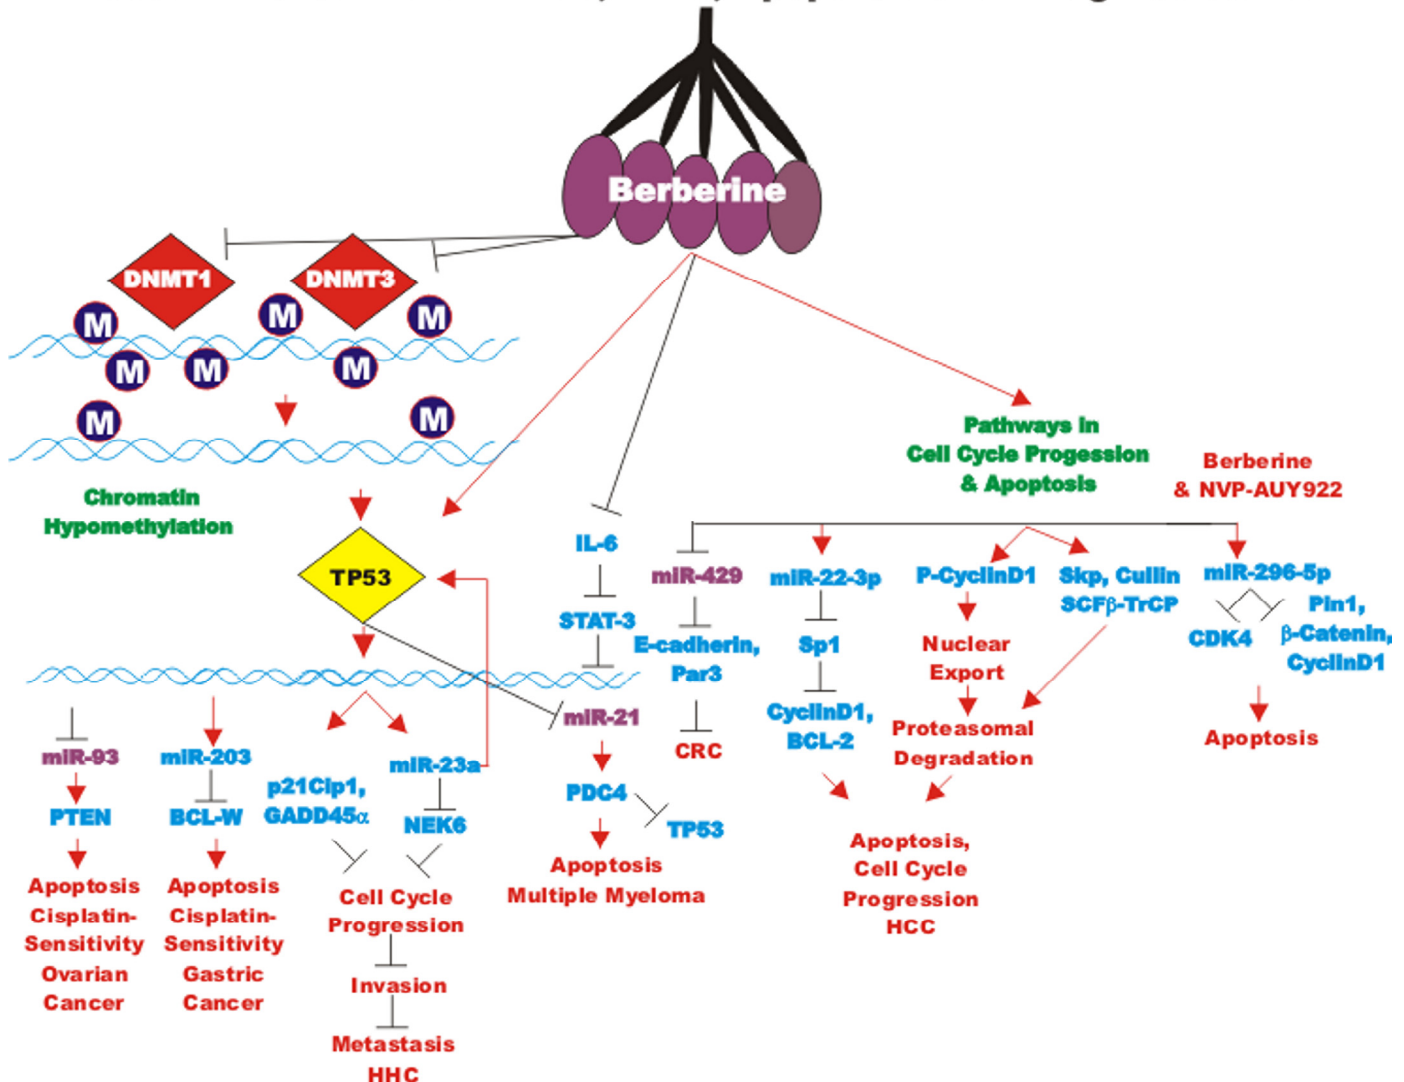 Berberine
DNMT1
DNMT3
M
M
M
M
M
M
M
M
Chromatin
Hypomethylation
Pathways in
Cell Cycle Progession
& Apoptosis
Berberine
& NVP-AUY922
TP53
IL-6
STAT-3
miR-429
E-cadherin,
Par3
CRC
miR-22-3p
Sp1
CyclinD1,
BCL-2
P-CyclinD1
Nuclear
Export
Proteasomal
Degradation
Skp, Cullin
SCFβ-TrCP
miR-296-5p
CDK4
Pin1,
β-Catenin,
CyclinD1
Apoptosis
miR-93
PTEN
Apoptosis
Cisplatin-
Sensitivity
Ovarian
Cancer
miR-203
BCL-W
Apoptosis
Cisplatin-
Sensitivity
Gastric
Cancer
p21Cip1,
GADD45α
miR-23a
NEK6
Cell Cycle
Progression
Invasion
Metastasis
HHC
miR-21
PDC4
TP53
Apoptosis
Multiple Myeloma
Apoptosis,
Cell Cycle
Progression
HCC